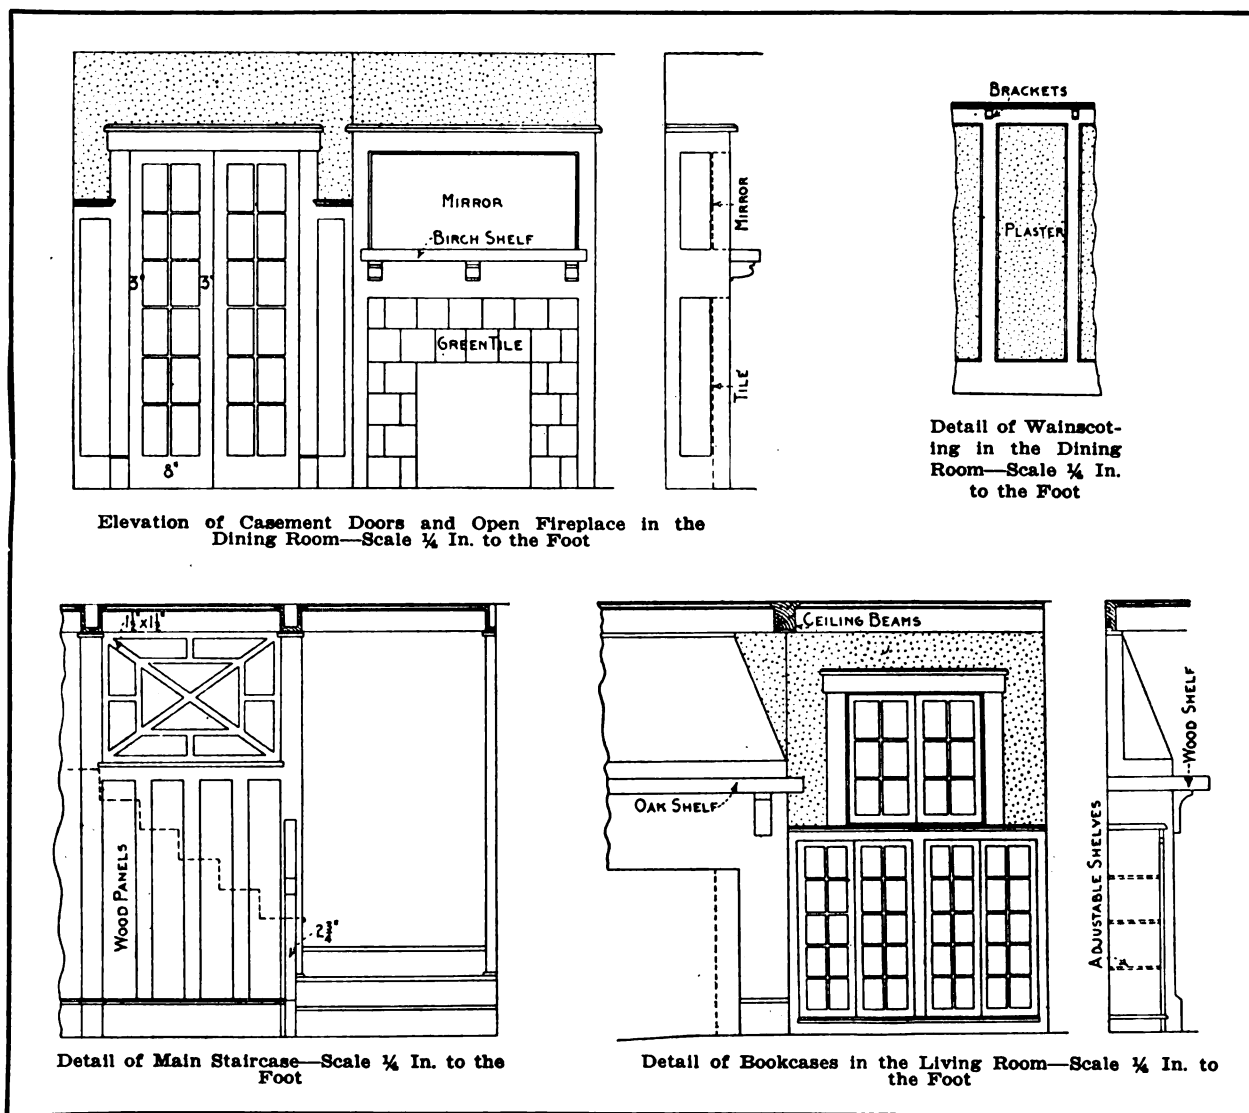 MIRROR
BIRCH SHELF
3"
3"
GREEN TILE
8"
MIRROR
TILE
BRACKETS
PLASTER
Detail of Wainscot-
ing in the Dining
Room—Scale ¼ In.
to the Foot
Elevation of Casement Doors and Open Fireplace in the
Dining Room—Scale ¼ In. to the Foot
1½" x 1½"
WOOD PANELS
2¾"
Detail of Main Staircase—Scale ¼ In. to the
Foot
CEILING BEAMS
OAK SHELF
WOOD SHELF
ADJUSTABLE SHELVES
Detail of Bookcases in the Living Room—Scale ¼ In. to
the Foot